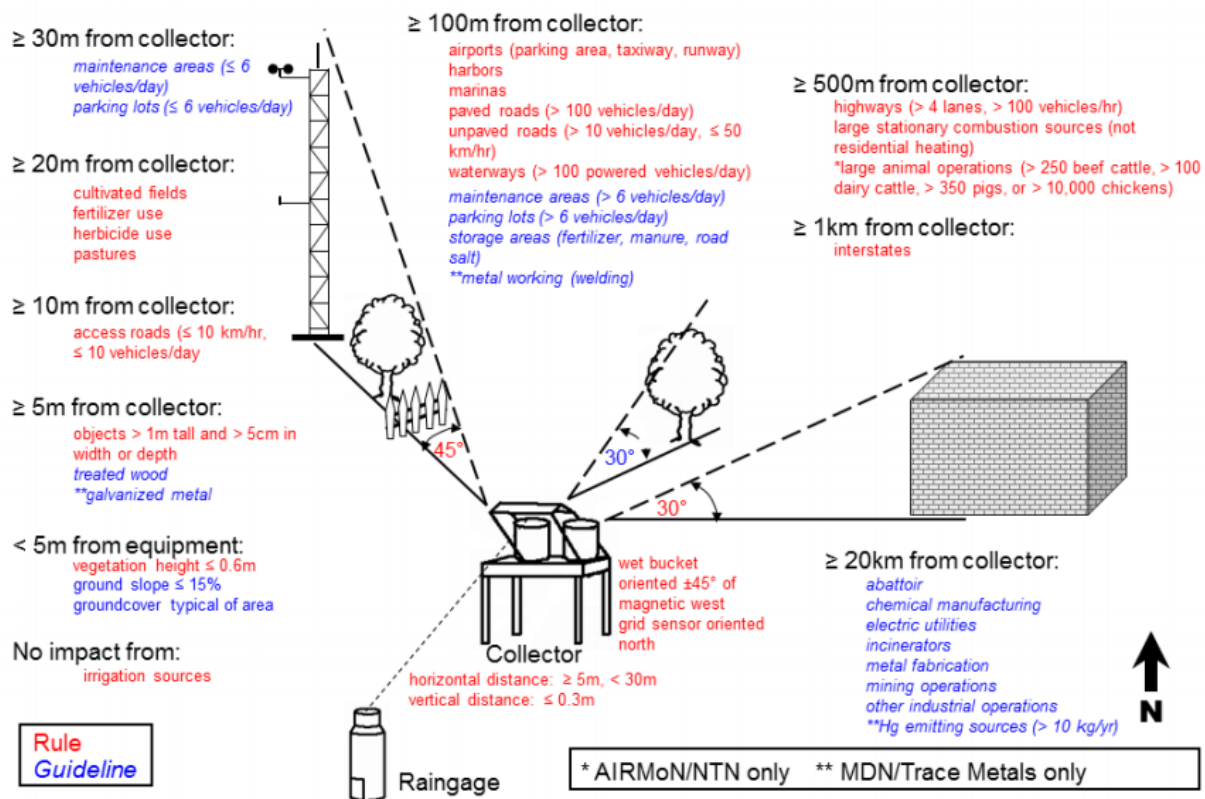 ≥ 30m from collector:
maintenance areas (≤ 6
vehicles/day)
parking lots (≤ 6 vehicles/day)
≥ 20m from collector:
cultivated fields
fertilizer use
herbicide use
pastures
≥ 10m from collector:
access roads (≤ 10 km/hr,
≤ 10 vehicles/day
≥ 5m from collector:
objects > 1m tall and > 5cm in
width or depth
treated wood
**galvanized metal
< 5m from equipment:
vegetation height ≤ 0.6m
ground slope ≤ 15%
groundcover typical of area
No impact from:
irrigation sources
Rule
Guideline
≥ 100m from collector:
airports (parking area, taxiway, runway)
harbors
marinas
paved roads (> 100 vehicles/day)
unpaved roads (> 10 vehicles/day, ≤ 50
km/hr)
waterways (> 100 powered vehicles/day)
maintenance areas (> 6 vehicles/day)
parking lots (> 6 vehicles/day)
storage areas (fertilizer, manure, road
salt)
**metal working (welding)
45°
30°
30°
wet bucket
oriented ±45° of
magnetic west
grid sensor oriented
north
Collector
horizontal distance: ≥ 5m, < 30m
vertical distance: ≤ 0.3m
Raingage
≥ 500m from collector:
highways (> 4 lanes, > 100 vehicles/hr)
large stationary combustion sources (not
residential heating)
*large animal operations (> 250 beef cattle, > 100
dairy cattle, > 350 pigs, or > 10,000 chickens)
≥ 1km from collector:
interstates
≥ 20km from collector:
abattoir
chemical manufacturing
electric utilities
incinerators
metal fabrication
mining operations
other industrial operations
**Hg emitting sources (> 10 kg/yr)
N
* AIRMoN/NTN only ** MDN/Trace Metals only